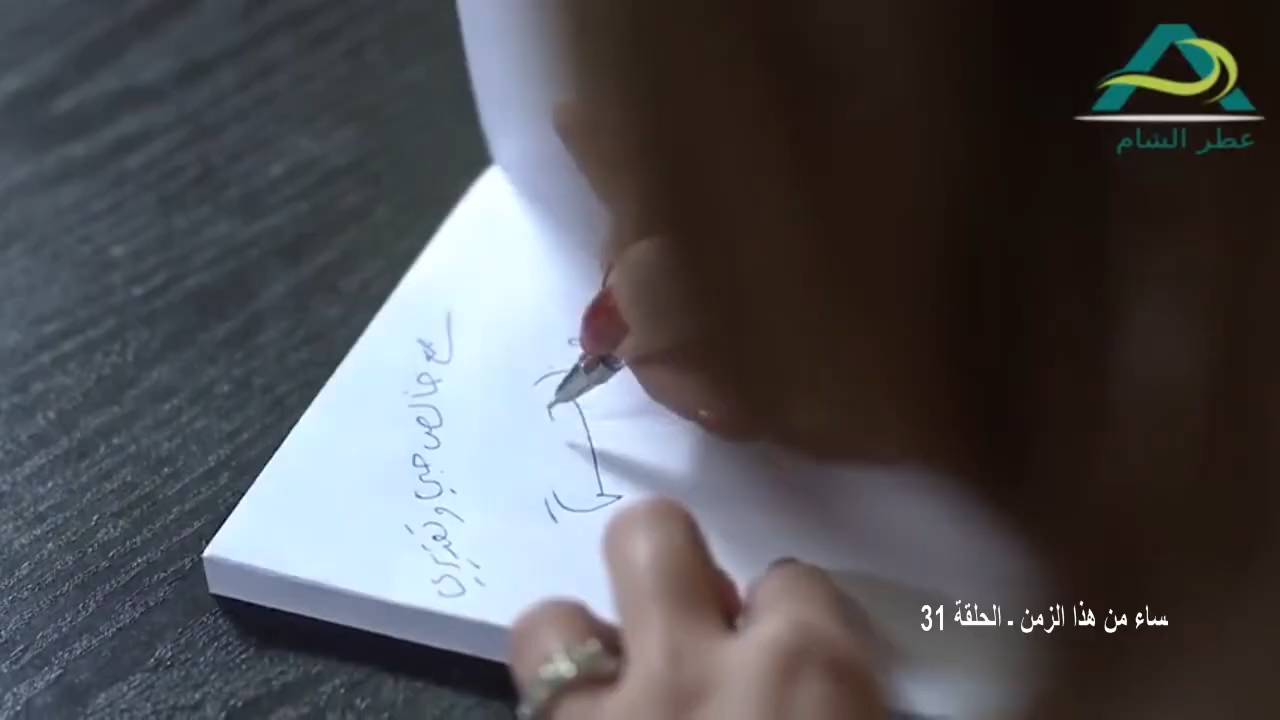 عطر الشام
مع خالص حبي وتقديري
ساء من هذا الزمن - الحلقة 31